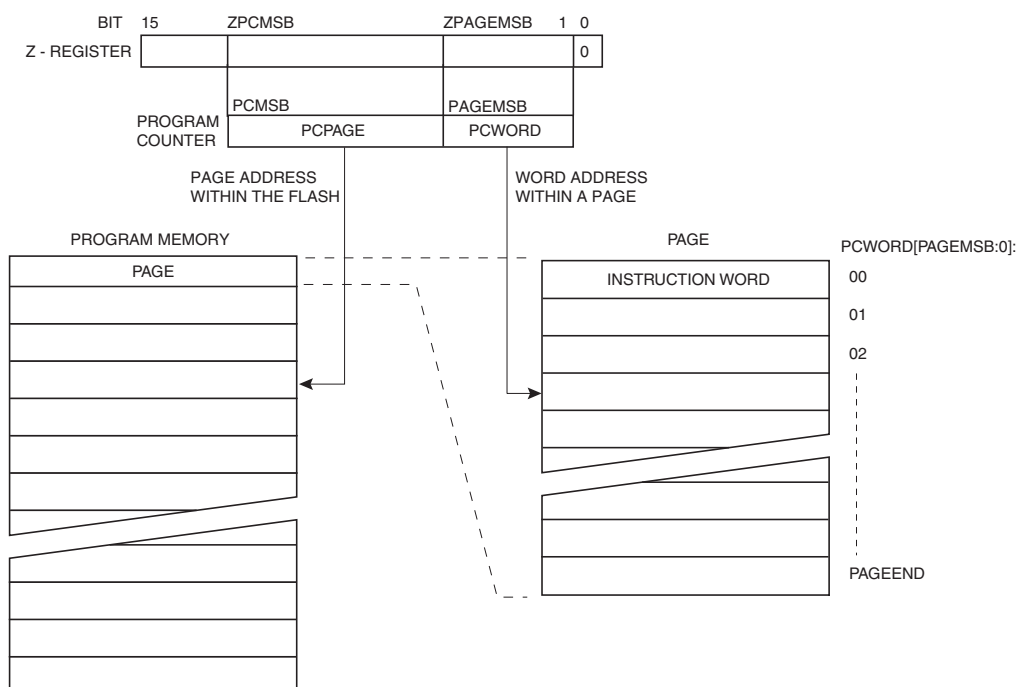 BIT 15 ZPCMSB ZPAGEMSB 1 0
Z - REGISTER 0
PCMSB PAGEMSB
PROGRAM
COUNTER
PCPAGE PCWORD
PAGE ADDRESS
WITHIN THE FLASH
WORD ADDRESS
WITHIN A PAGE
PROGRAM MEMORY
PAGE
PAGE
PCWORD[PAGEMSB:0]:
INSTRUCTION WORD
00
01
02
PAGEEND